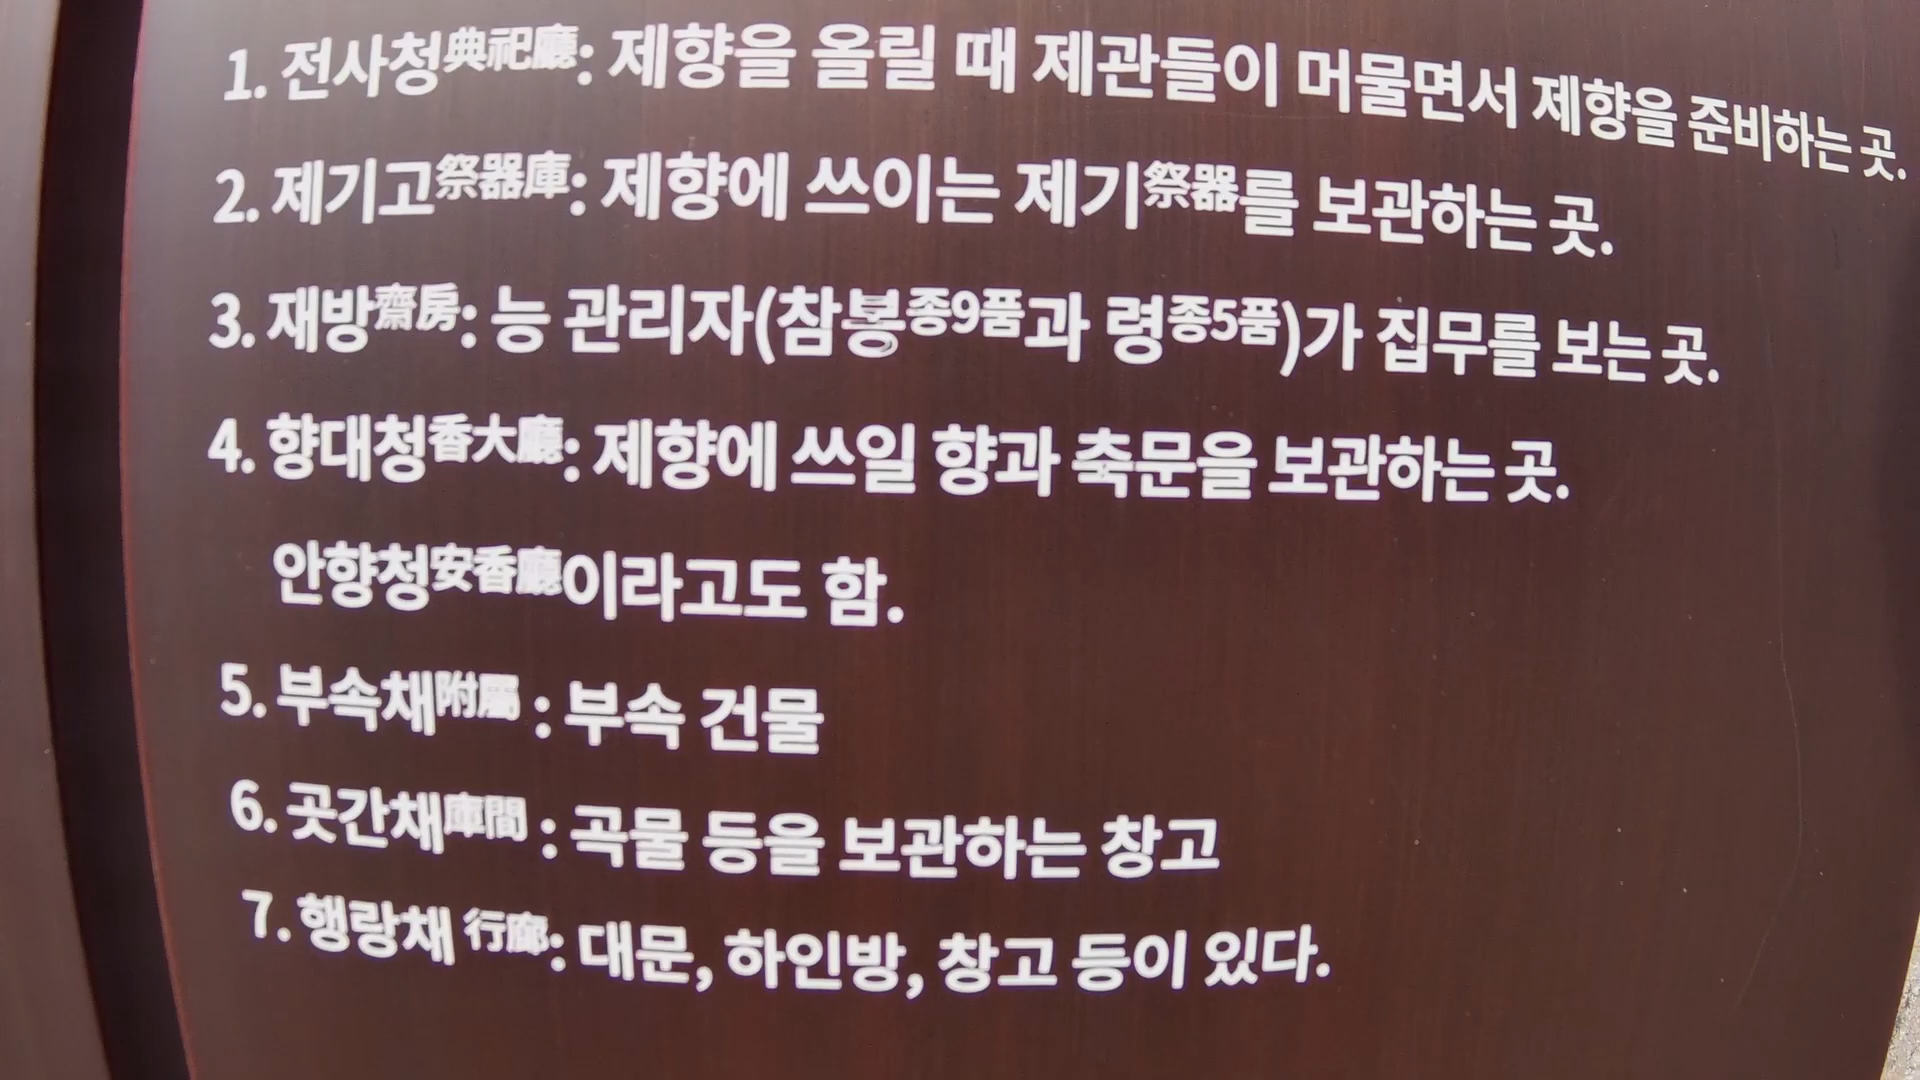 1. 전사청典祀廳: 제향을 올릴 때 제관들이 머물면서 제향을 준비하는 곳.
2. 제기고祭器庫: 제향에 쓰이는 제기祭器를 보관하는 곳.
3. 재방齋房: 능 관리자(참봉종9품과 령종5품)가 집무를 보는 곳.
4. 향대청香大廳: 제향에 쓰일 향과 축문을 보관하는 곳.
안향청安香廳이라고도 함.
5. 부속채附屬 : 부속 건물
6. 곳간채庫間 : 곡물 등을 보관하는 창고
7. 행랑채 行廊: 대문, 하인방, 창고 등이 있다.